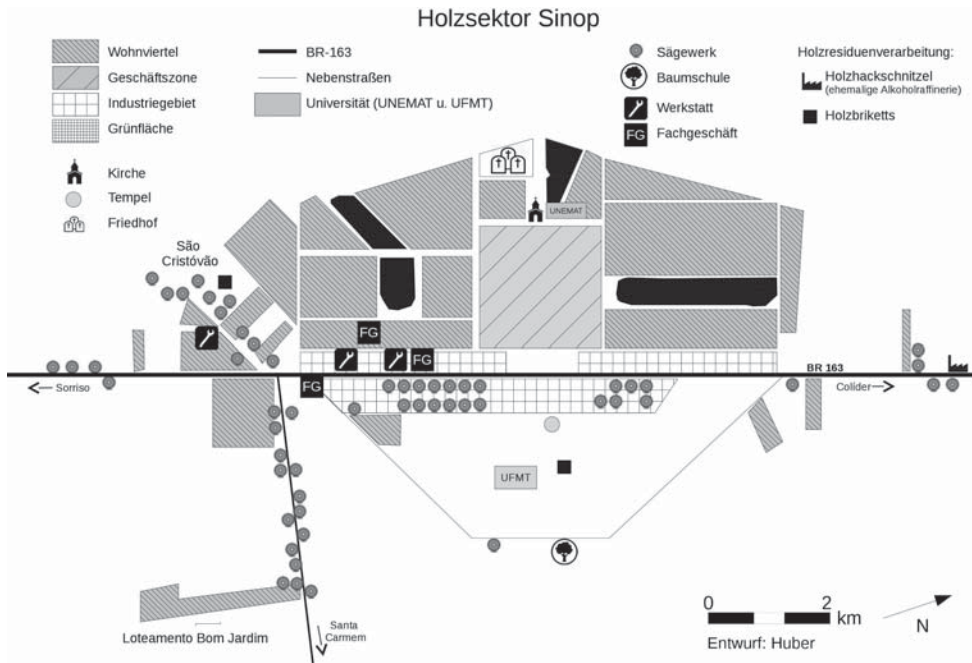 Holzsektor Sinop
Wohnviertel
Geschäftszone
Industriegebiet
Grünfläche
Kirche
Tempel
Friedhof
BR-163
Nebenstraßen
Universität (UNEMAT u. UFMT)
Sägewerk
Baumschule
Werkstatt
FG Fachgeschäft
Holzresiduenverarbeitung:
Holzhackschnitzel
(ehemalige Alkoholraffinerie)
Holzbriketts
UNEMAT
São
Cristóvão
FG
FG
BR 163
Sorriso
FG
Colíder
UFMT
Loteamento Bom Jardim
Santa
Carmem
0 2
km
N
Entwurf: Huber